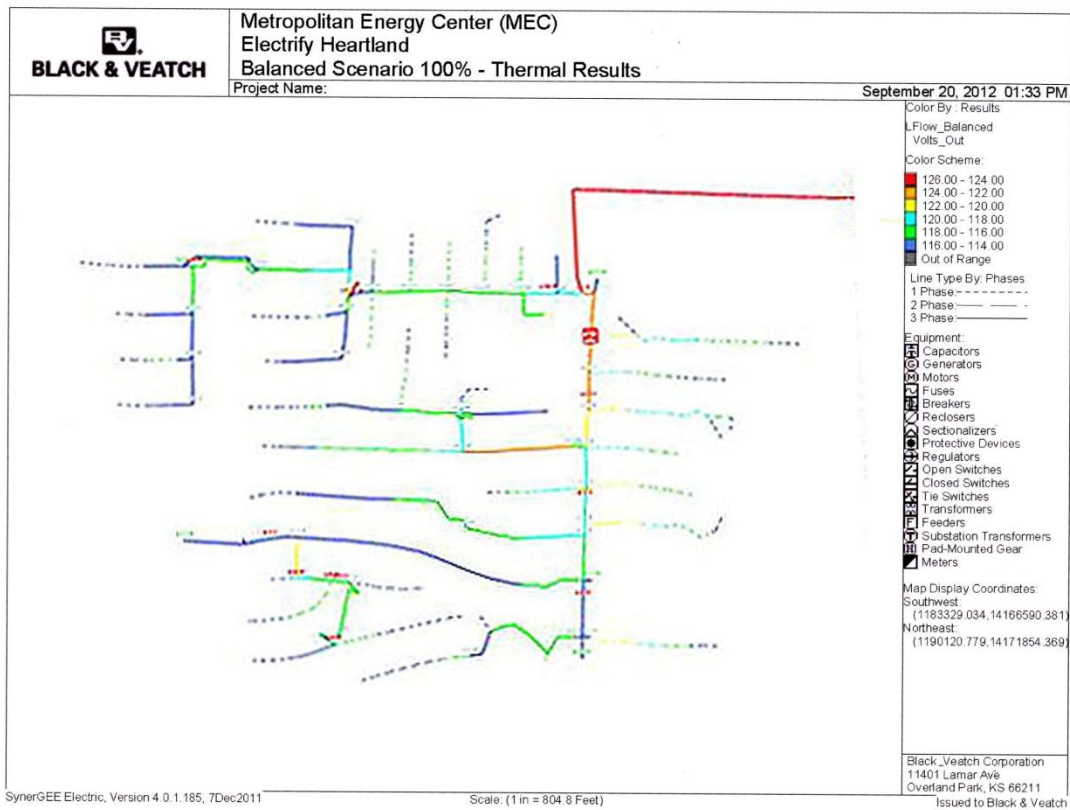 BV.
BLACK & VEATCH
Metropolitan Energy Center (MEC)
Electrify Heartland
Balanced Scenario 100% - Thermal Results
Project Name:
September 20, 2012 01:33 PM
Color By : Results
LFlow_Balanced
Volts_Out
Color Scheme:
126.00 - 124.00
124.00 - 122.00
122.00 - 120.00
120.00 - 118.00
118.00 - 116.00
116.00 - 114.00
Out of Range
Line Type By: Phases
1 Phase:
2 Phase:
3 Phase:
Equipment:
Capacitors
G Generators
M Motors
Fuses
Breakers
Reclosers
Sectionalizers
Protective Devices
Regulators
Open Switches
Closed Switches
Tie Switches
Transformers
F Feeders
T Substation Transformers
Pad-Mounted Gear
Meters
Map Display Coordinates:
Southwest:
(1183329.034,14166590.381)
Northeast:
(1190120.779,14171854.369)
Black_Veatch Corporation
11401 Lamar Ave
Overland Park, KS 66211
SynerGEE Electric, Version 4.0.1.185, 7Dec2011
Scale: (1 in = 804.8 Feet)
Issued to Black & Veatch